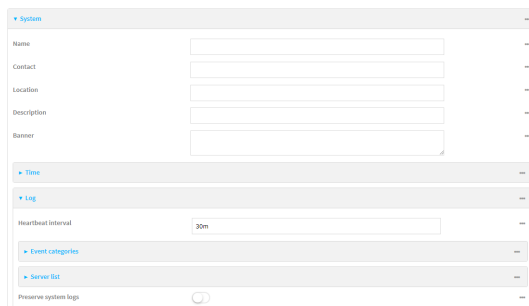 System
Name
Contact
Location
Description
Banner
Time
Log
Heartbeat interval
30m
Event categories
Server list
Preserve system logs